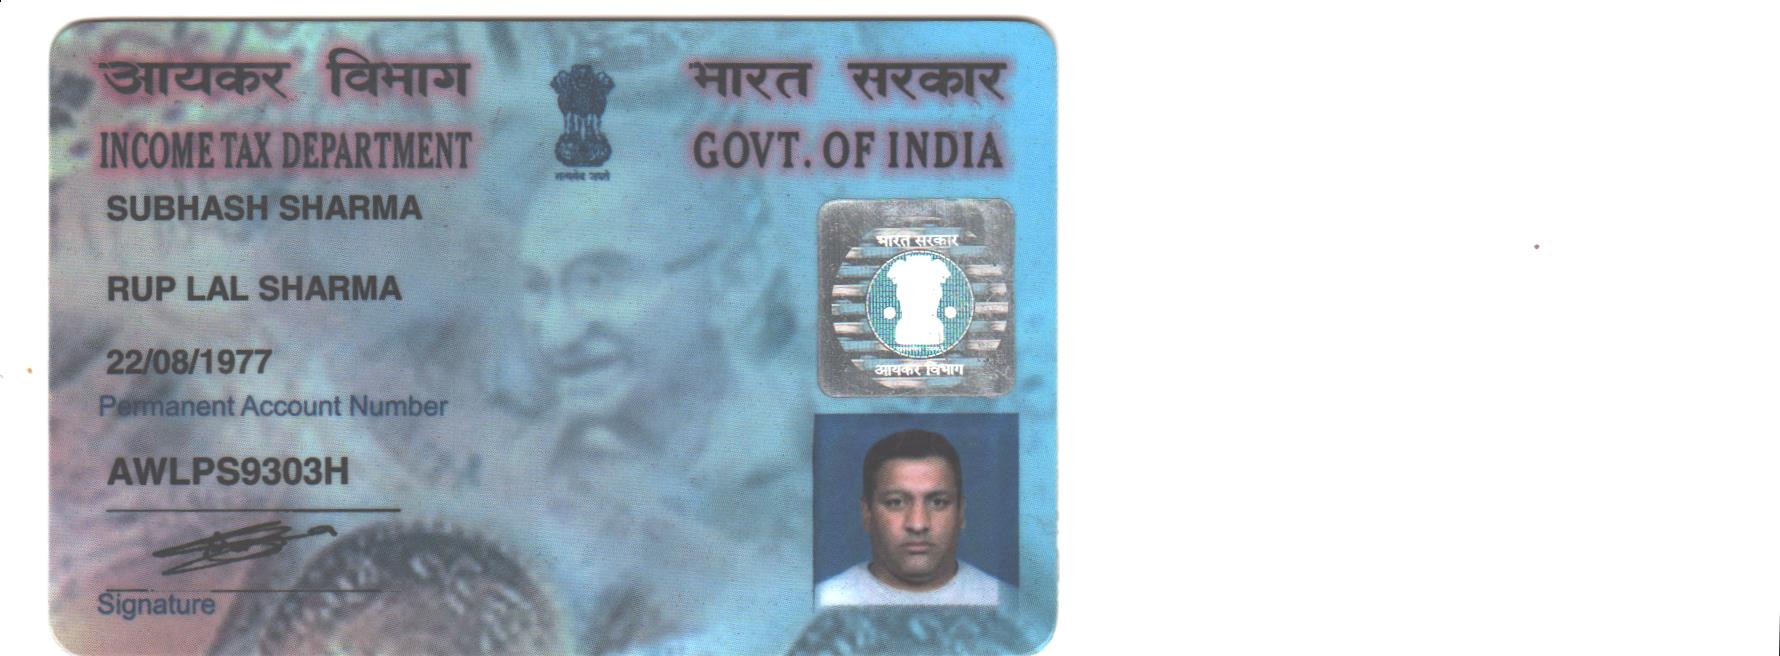 आयकर विभाग
भारत सरकार
INCOME TAX DEPARTMENT
GOVT. OF INDIA
सत्यमेव जयते
SUBHASH SHARMA
RUP LAL SHARMA
22/08/1977
Permanent Account Number
AWLPS9303H
Signature
भारत सरकार
आयकर विभाग